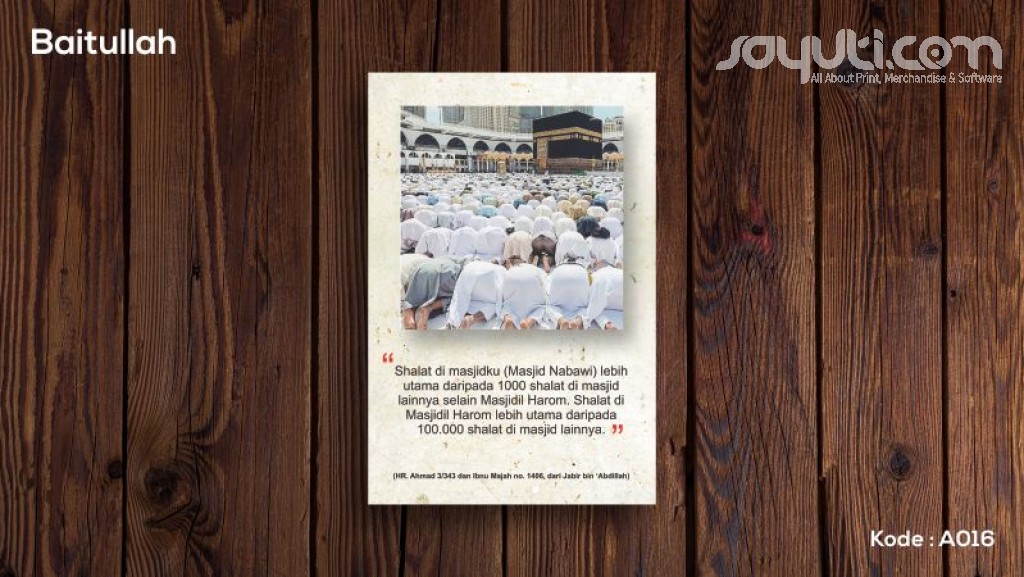 Baitullah
sayuti.com
All About Print, Merchandise & Software
“
Shalat di masjidku (Masjid Nabawi) lebih
utama daripada 1000 shalat di masjid
lainnya selain Masjidil Harom. Shalat di
Masjidil Harom lebih utama daripada
100.000 shalat di masjid lainnya. ”
(HR. Ahmad 3/343 dan Ibnu Majah no. 1406, dari Jabir bin ‘Abdillah)
Kode : A016